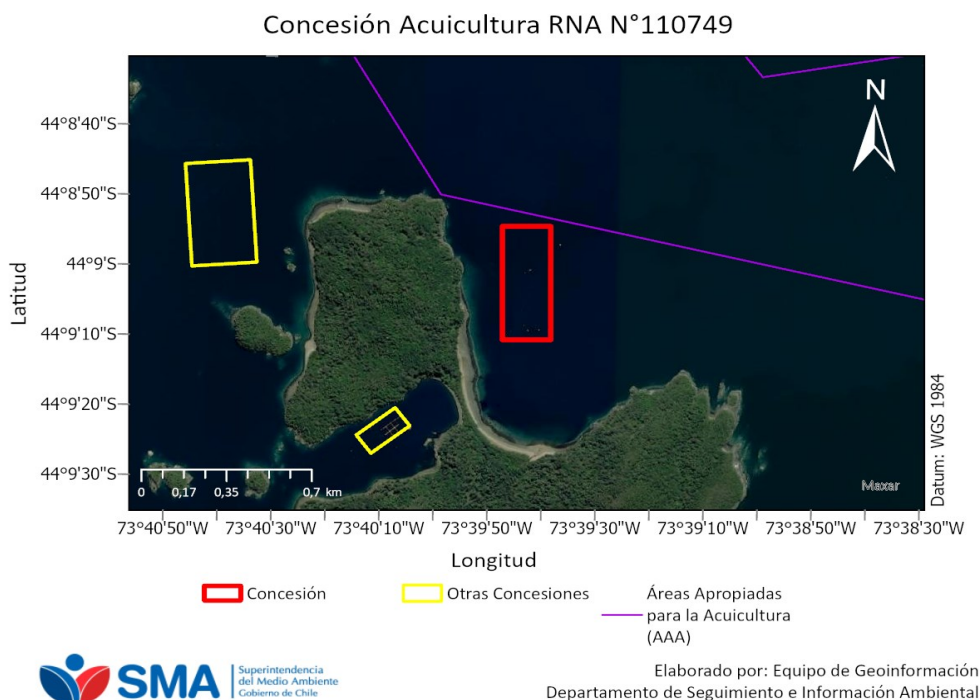 Concesión Acuicultura RNA N°110749
N
44°8'40"S
44°8'50"S
44°9'S
44°9'10"S
44°9'20"S
44°9'30"S
Latitud
Datum: WGS 1984
0 0,17 0,35 0,7 km
Maxar
73°40'50"W 73°40'30"W 73°40'10"W 73°39'50"W 73°39'30"W 73°39'10"W 73°38'50"W 73°38'30"W
Longitud
Concesión
Otras Concesiones
Áreas Apropiadas
para la Acuicultura
(AAA)
SMA
Superintendencia
del Medio Ambiente
Gobierno de Chile
Elaborado por: Equipo de Geoinformación
Departamento de Seguimiento e Información Ambiental